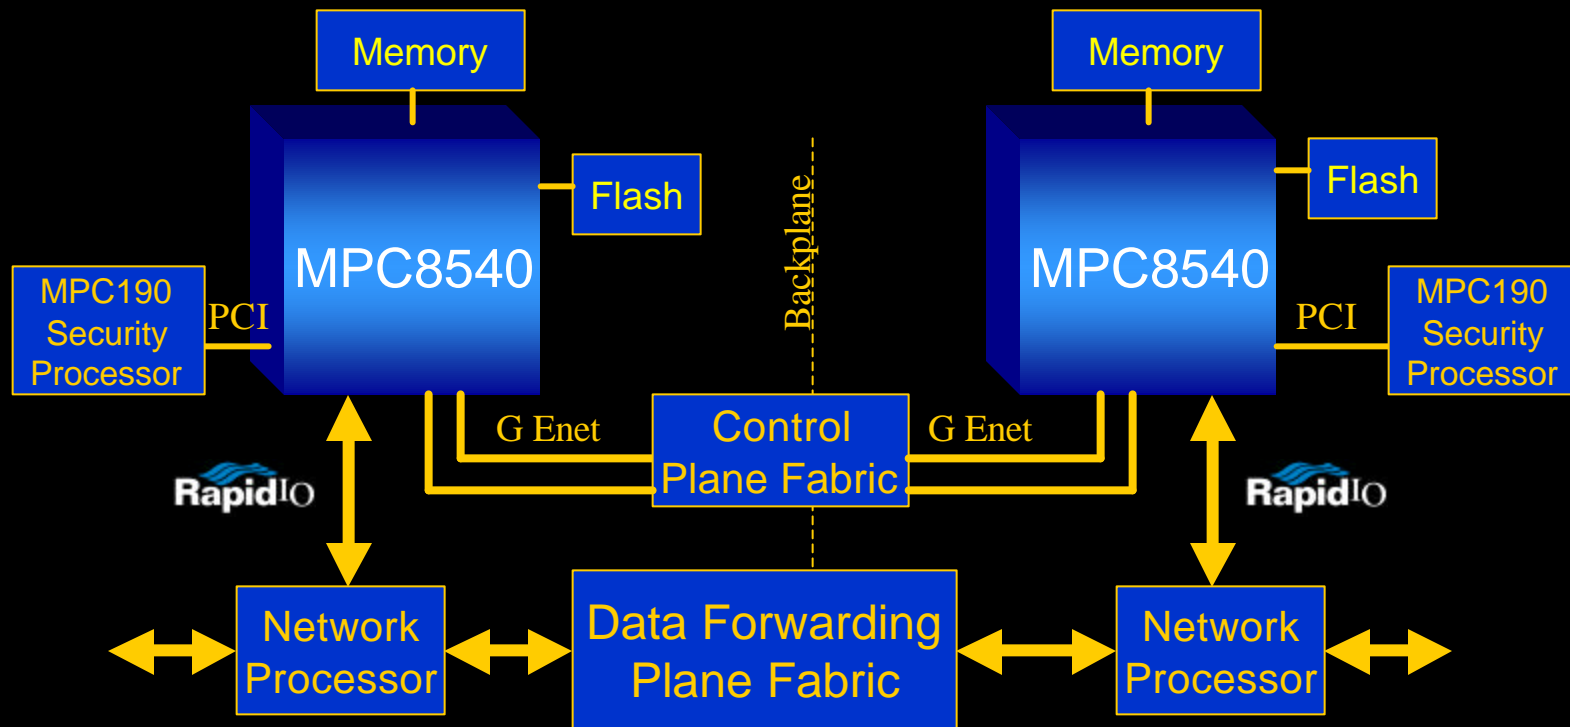 Memory
Memory
Flash
Flash
MPC8540
MPC8540
Backplane
MPC190
Security
Processor
PCI
PCI
MPC190
Security
Processor
G Enet
Control
Plane Fabric
G Enet
RapidIO
RapidIO
Network
Processor
Data Forwarding
Plane Fabric
Network
Processor